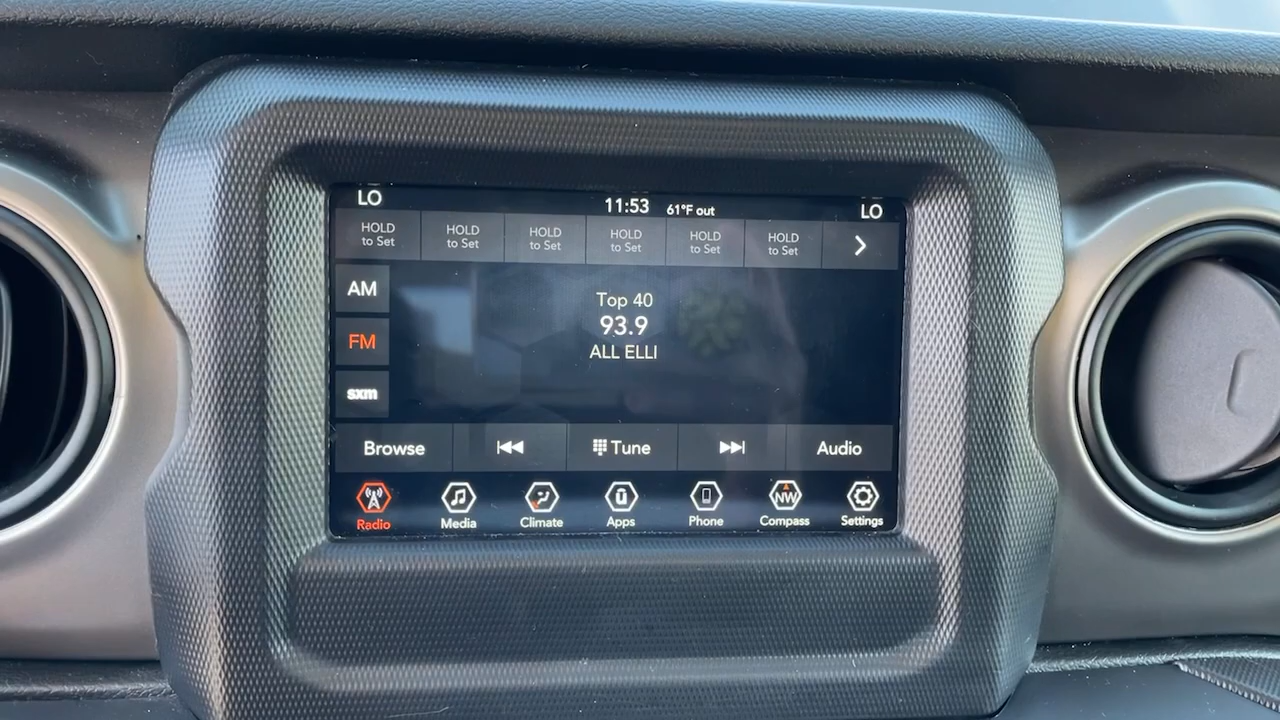 LO 11:53 61°F out LO
HOLD HOLD HOLD HOLD HOLD HOLD
to Set to Set to Set to Set to Set to Set
AM
Top 40
93.9
FM
ALL ELLI
sxm
Browse Tune Audio
NW
Radio Media Climate Apps Phone Compass Settings